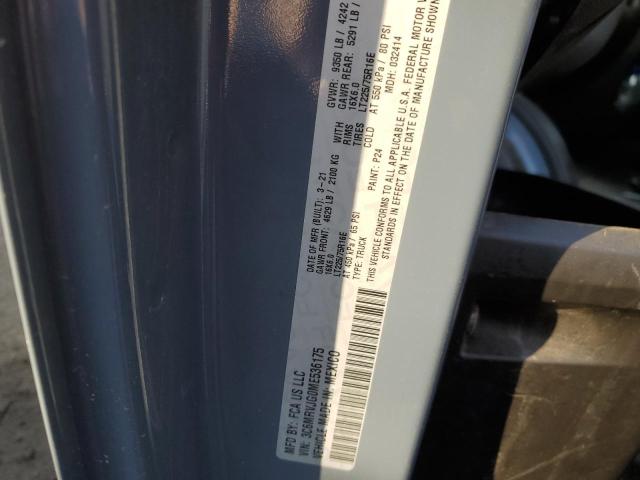 MFD BY: FCA US LLC
DATE OF MFR (BUILT): 3-21
GVWR: 9350 LB / 4242
GAWR FRONT: 4629 LB / 2100 KG
WITH
GAWR REAR: 5291 LB /
16X6.0
RIMS
16X6.0
LT225/75R16E
TIRES
LT225/75R16E
AT 450 kPa / 65 PSI
COLD
AT 550 kPa / 80 PSI
VIN: 3C6MRVJG0ME536175
TYPE: TRUCK
PAINT: P24
MDH: 032414
VEHICLE MADE IN: MEXICO
THIS VEHICLE CONFORMS TO ALL APPLICABLE U.S.A. FEDERAL MOTOR V
STANDARDS IN EFFECT ON THE DATE OF MANUFACTURE SHOWN